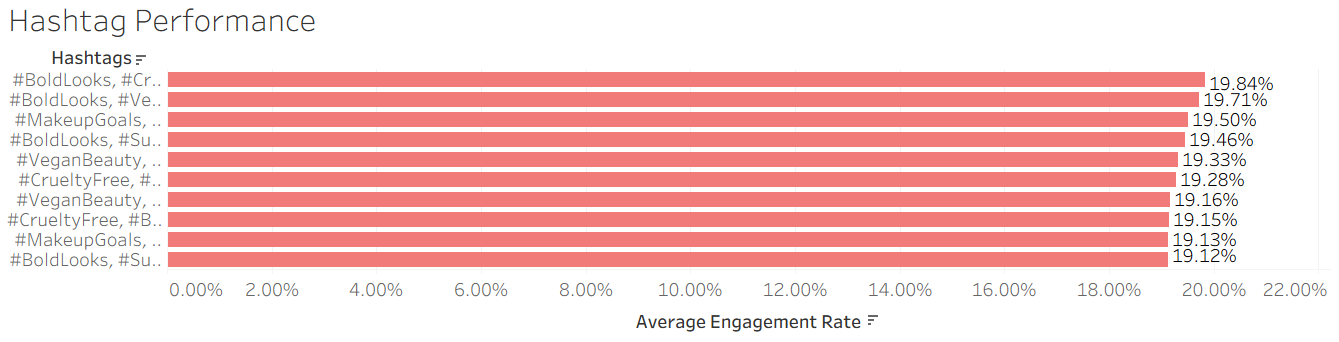 Hashtag Performance
Hashtags
#BoldLooks, #Cr.. 19.84%
#BoldLooks, #Ve.. 19.71%
#MakeupGoals, .. 19.50%
#BoldLooks, #Su.. 19.46%
#VeganBeauty, .. 19.33%
#CrueltyFree, #.. 19.28%
#VeganBeauty, .. 19.16%
#CrueltyFree, #B.. 19.15%
#MakeupGoals, .. 19.13%
#BoldLooks, #Su.. 19.12%
0.00% 2.00% 4.00% 6.00% 8.00% 10.00% 12.00% 14.00% 16.00% 18.00% 20.00% 22.00%
Average Engagement Rate